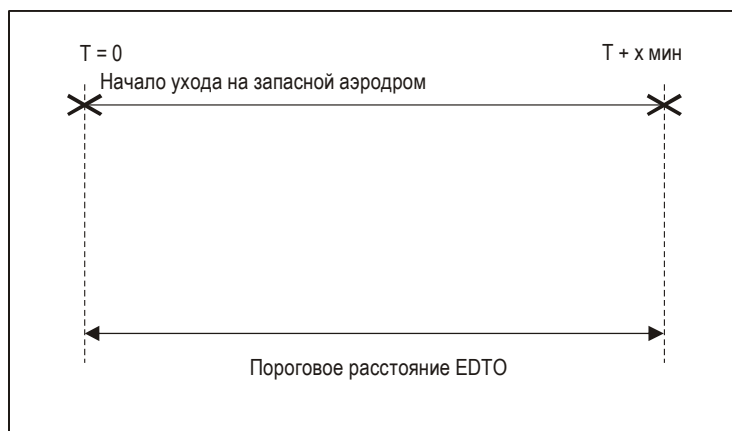 T = 0
T + x мин
Начало ухода на запасной аэродром
Пороговое расстояние EDTO